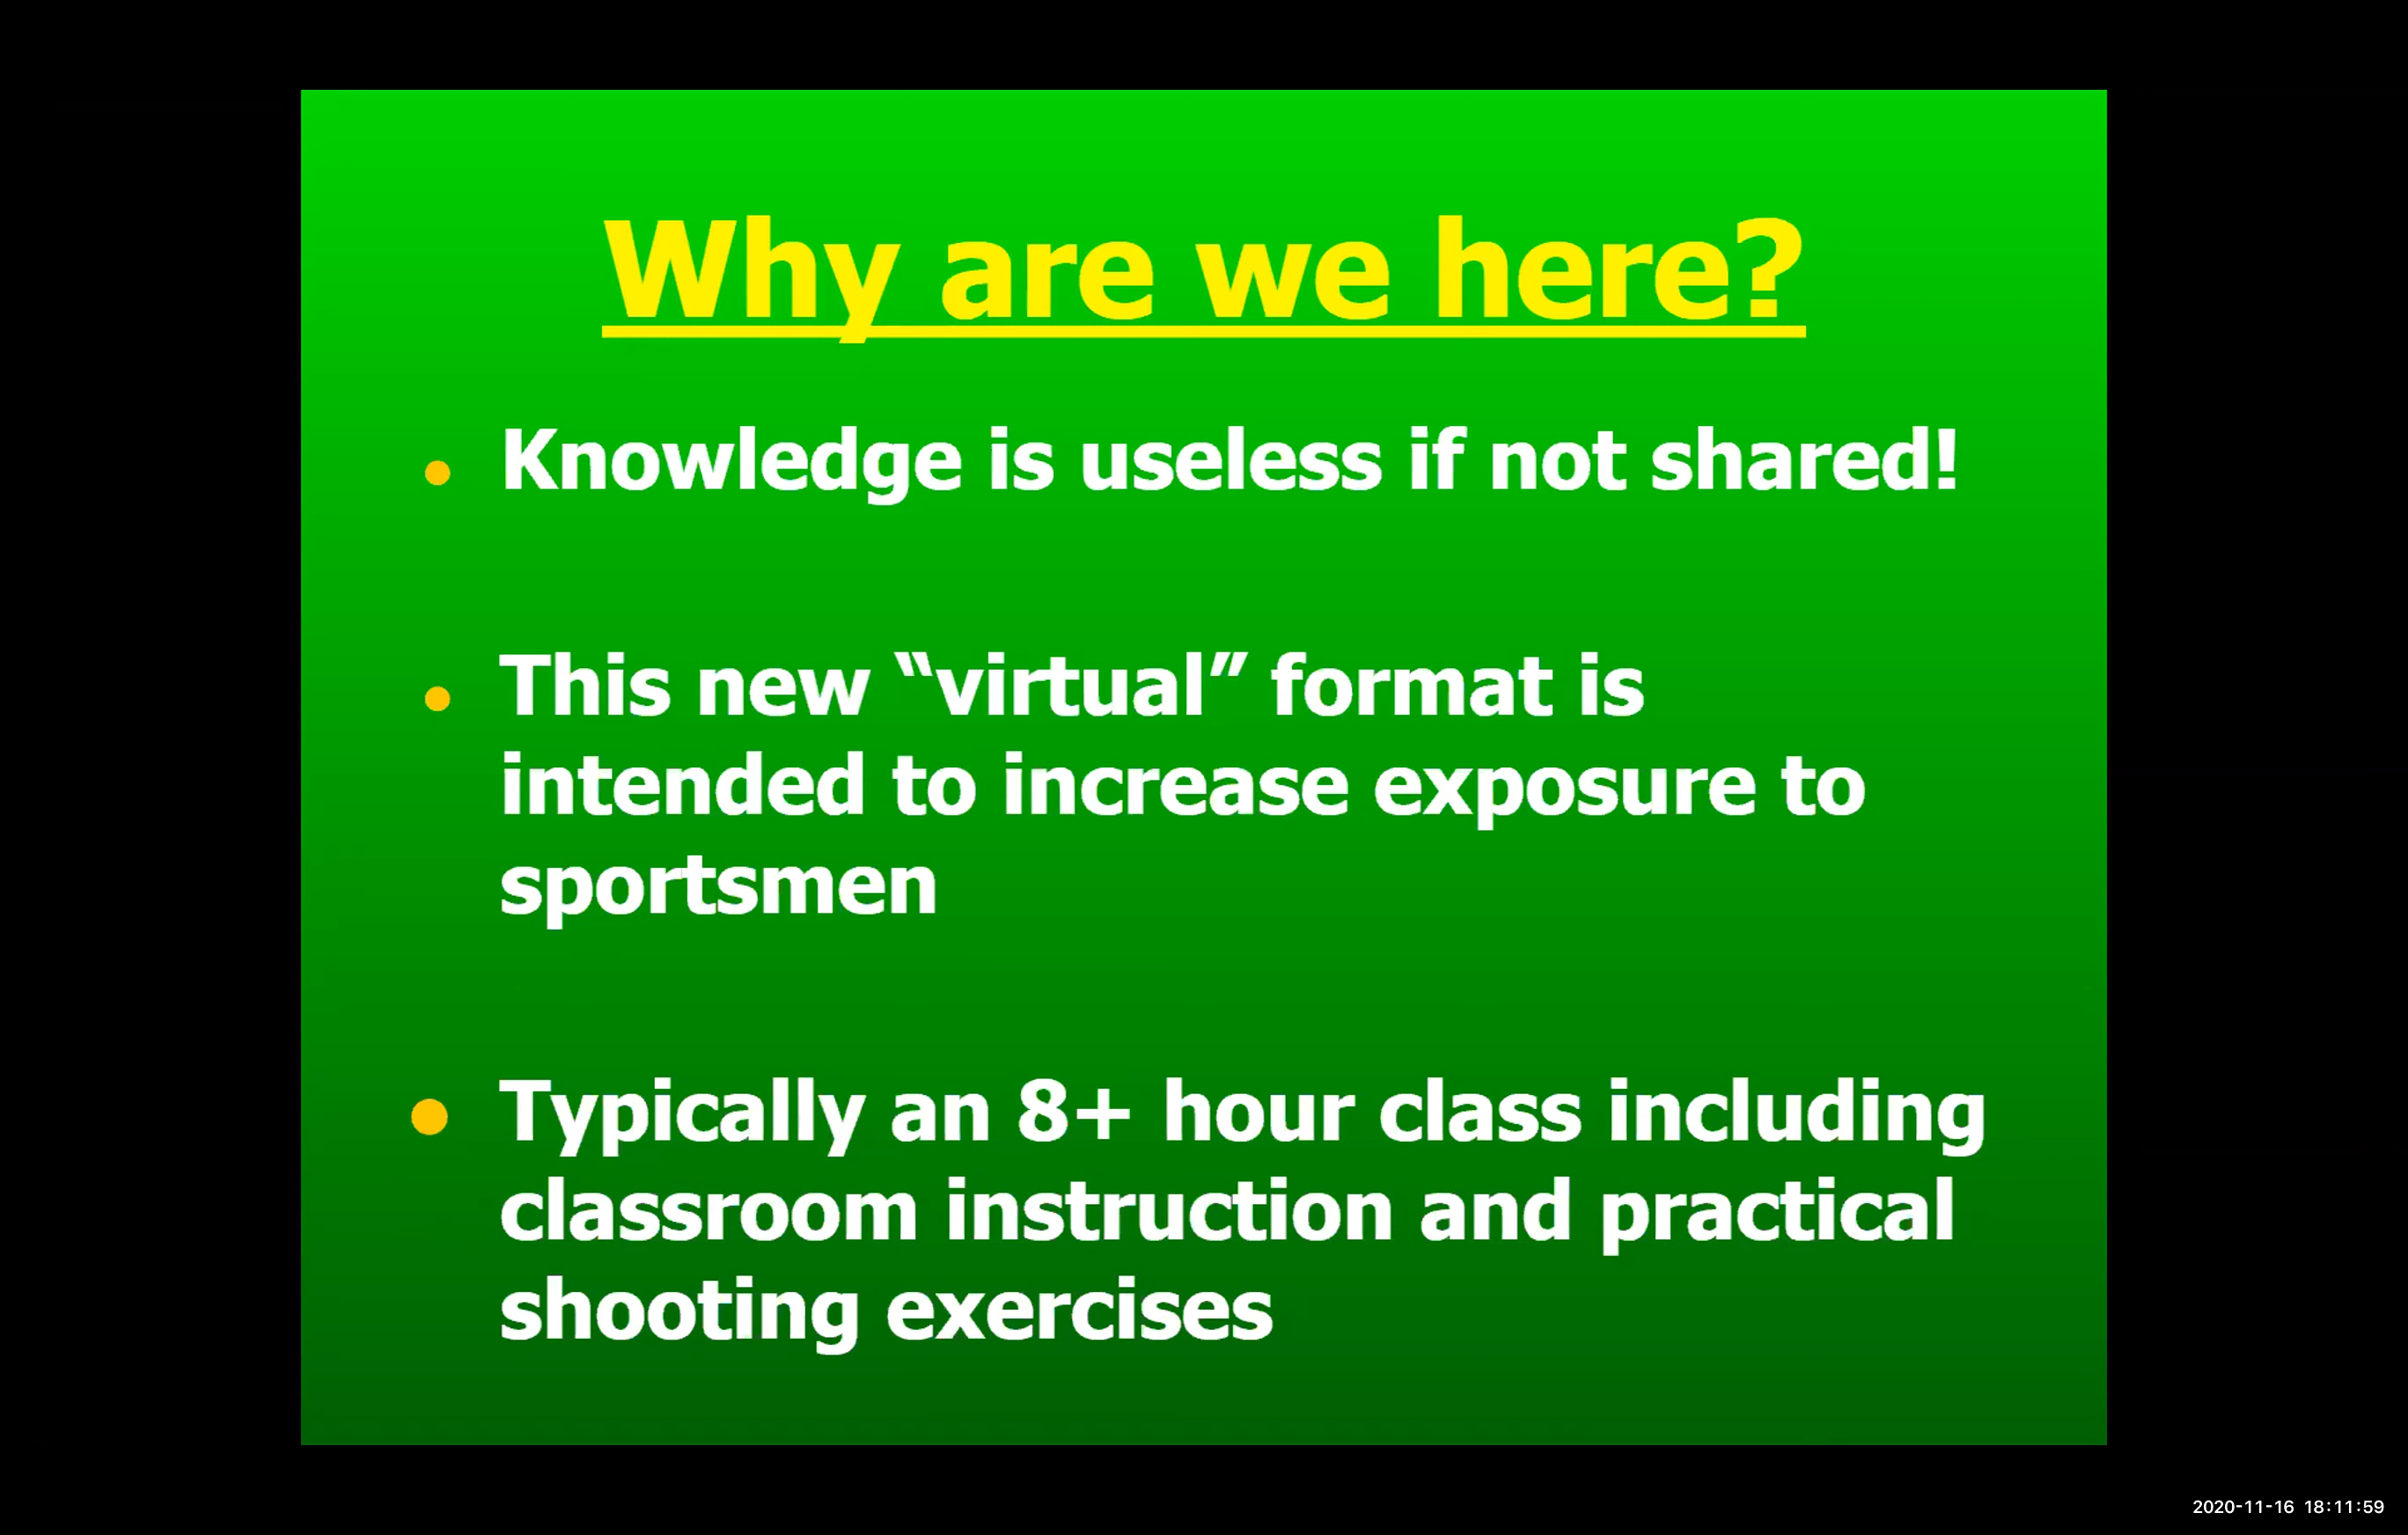 Why are we here?
• Knowledge is useless if not shared!
• This new “virtual” format is
intended to increase exposure to
sportsmen
• Typically an 8+ hour class including
classroom instruction and practical
shooting exercises
2020-11-16 18:11:59